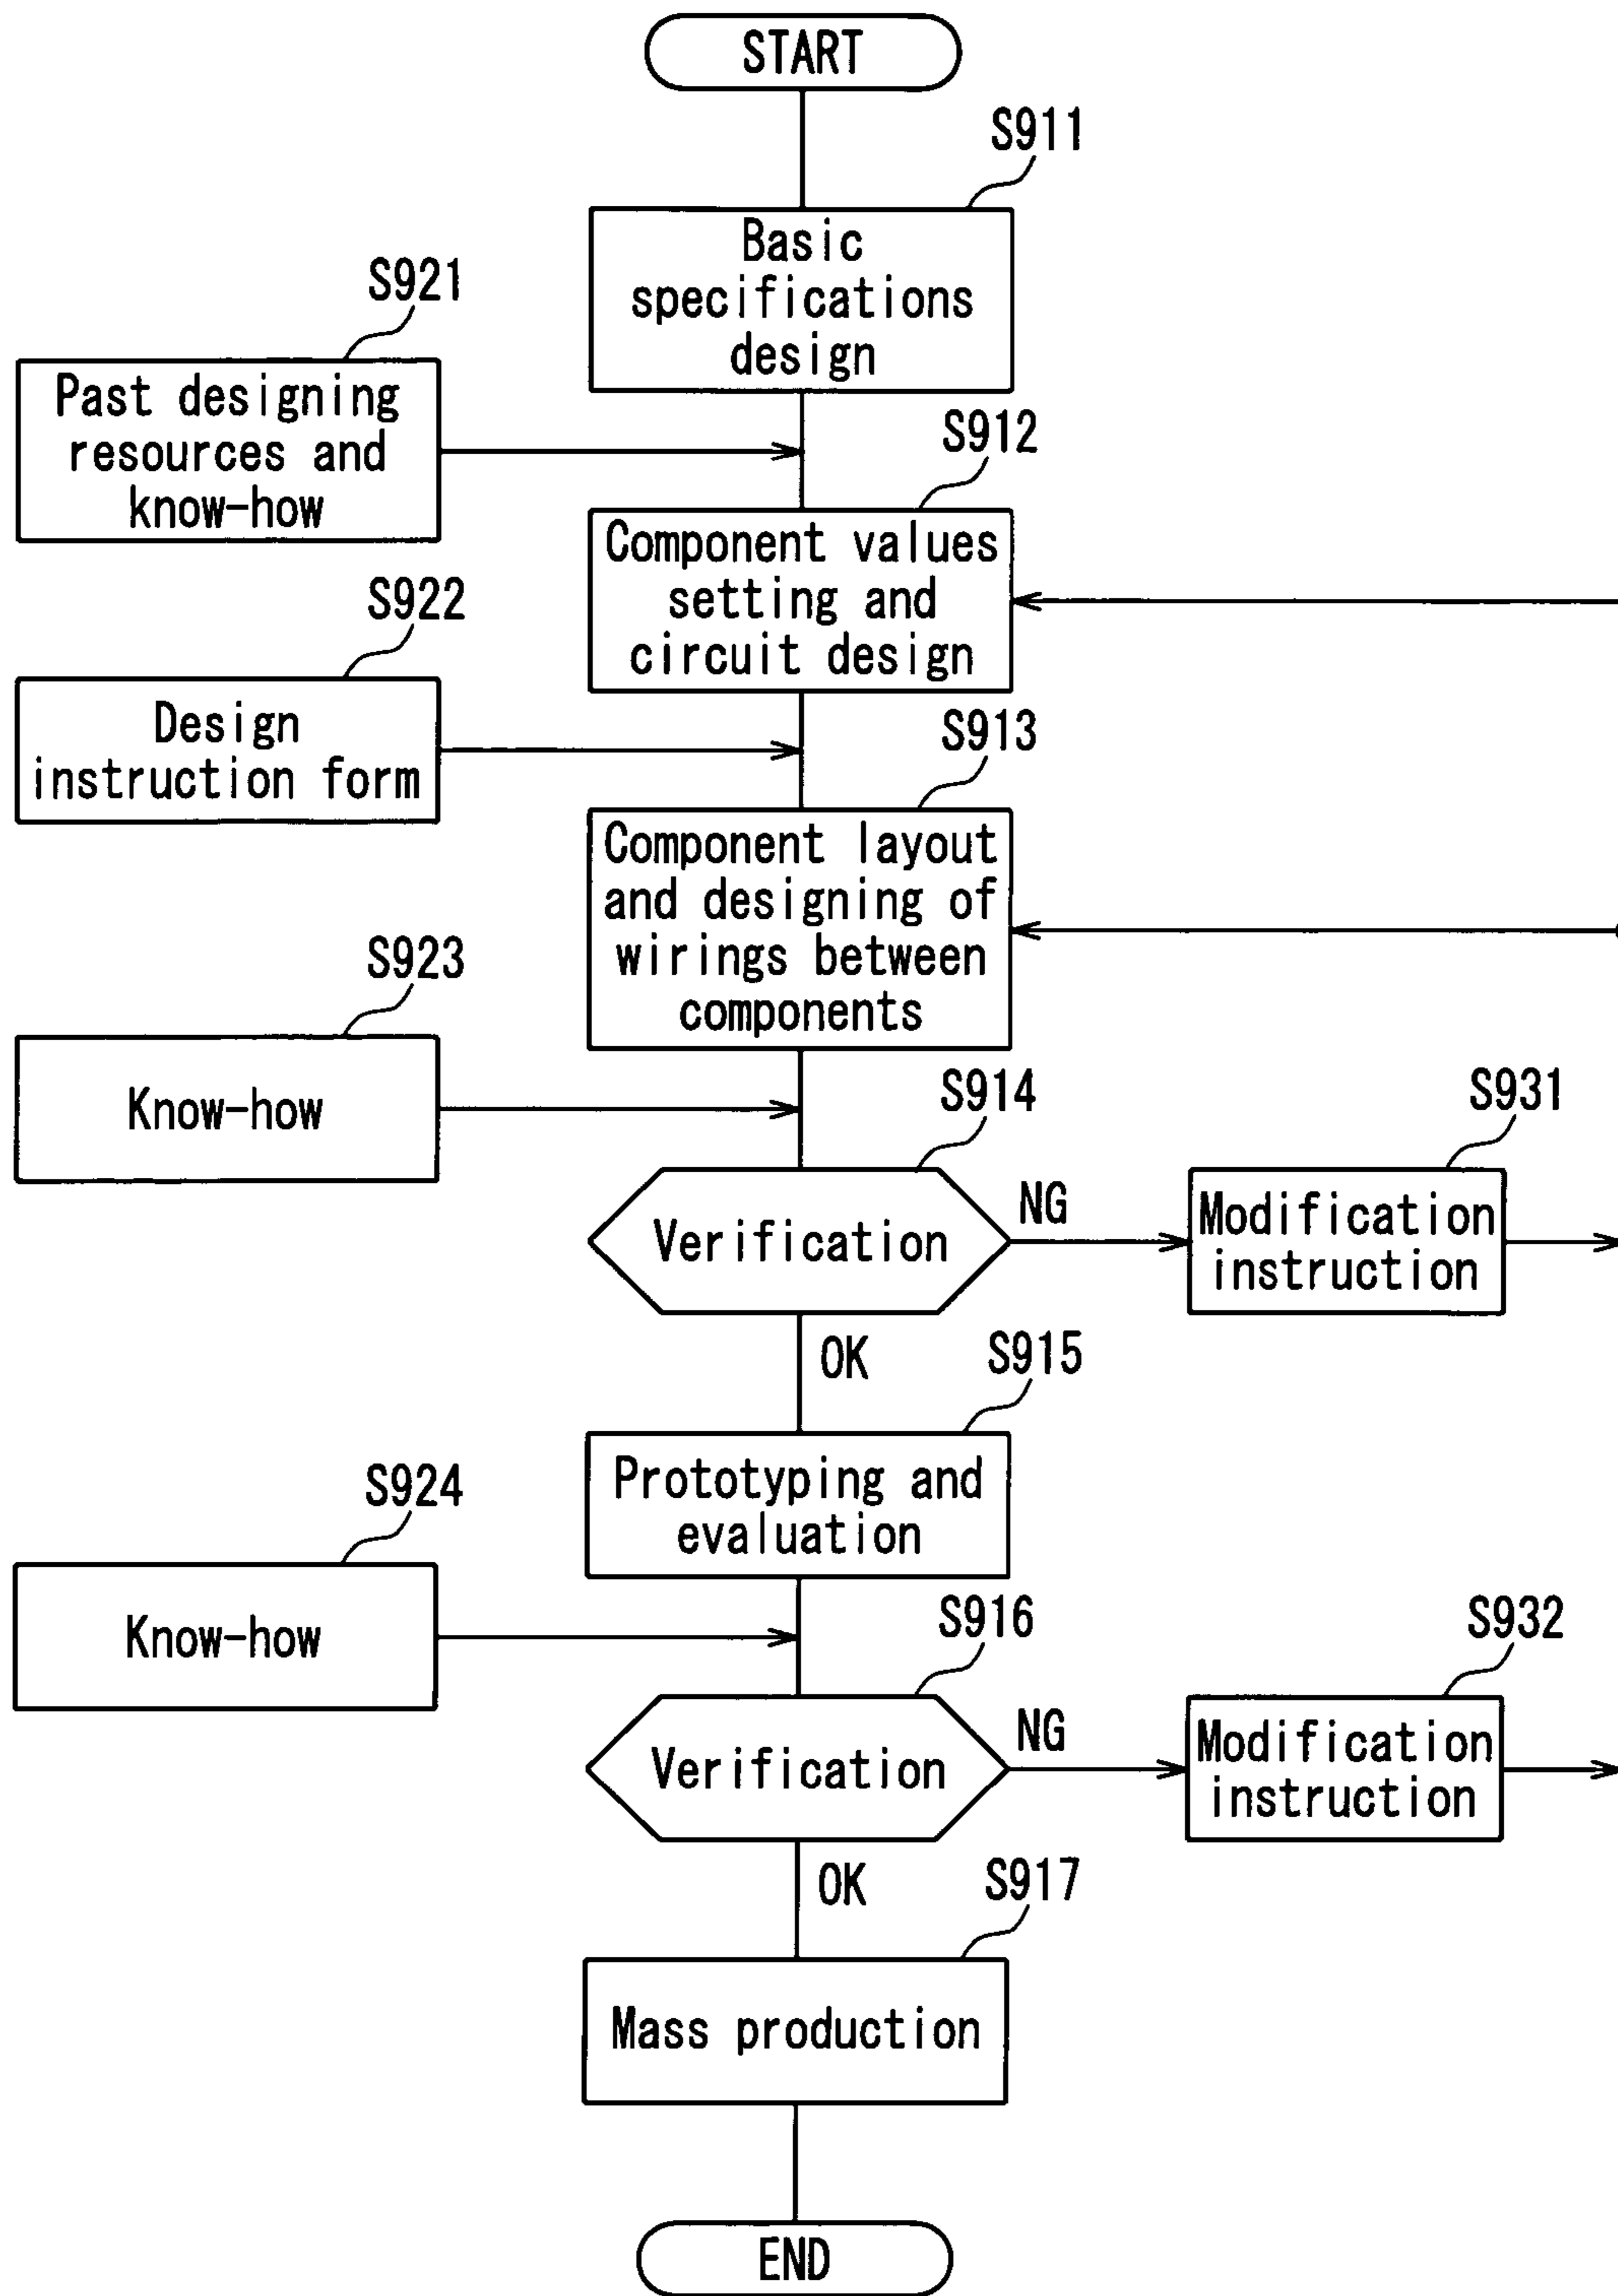 START
S911
Basic
specifications
design
S921
Past designing
resources and
know-how
S912
Component values
setting and
circuit design
S922
Design
instruction form
S913
Component layout
and designing of
wirings between
components
S923
Know-how
S914
Verification
NG
S931
Modification
instruction
OK
S915
Prototyping and
evaluation
S924
Know-how
S916
Verification
NG
S932
Modification
instruction
OK
S917
Mass production
END